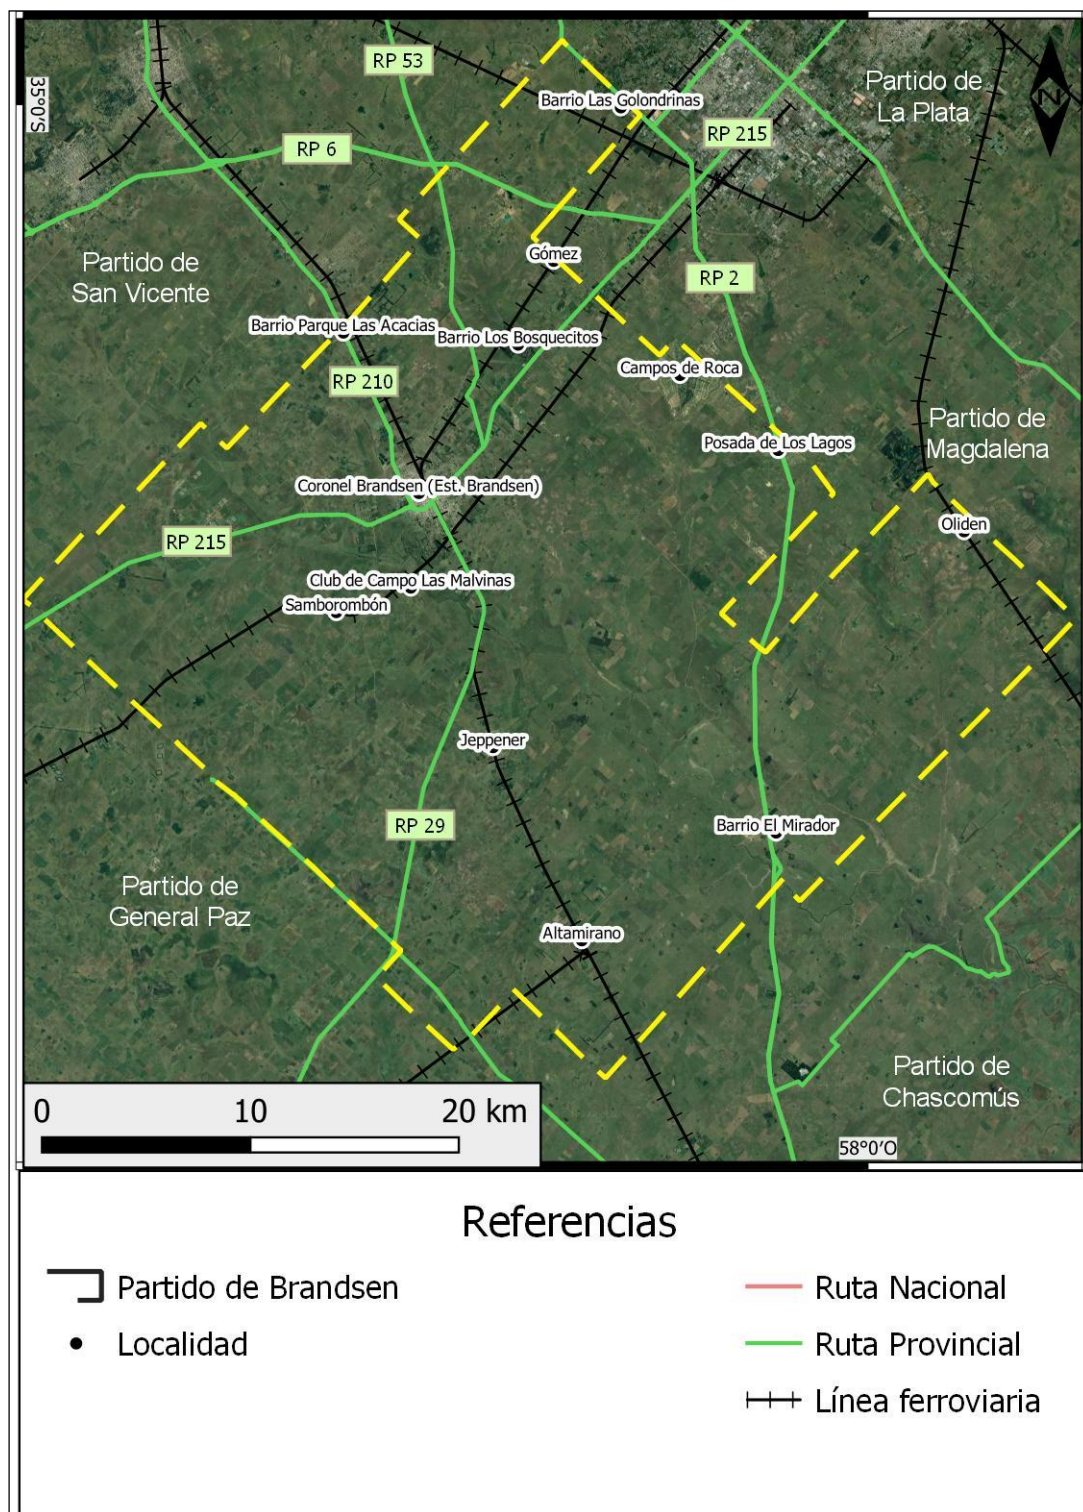 RP 53
Partido de
La Plata
35°0'S
Barrio Las Golondrinas
N
RP 215
RP 6
Partido de
San Vicente
Gómez
RP 2
Barrio Parque Las Acacias
Barrio Los Bosquecitos
Campos de Roca
RP 210
Partido de
Magdalena
Posada de Los Lagos
Coronel Brandsen (Est. Brandsen)
Oliden
RP 215
Club de Campo Las Malvinas
Samborombón
Jeppener
RP 29
Barrio El Mirador
Partido de
General Paz
Altamirano
Partido de
Chascomús
0 10 20 km
58°0'O
Referencias
Partido de Brandsen
Localidad
Ruta Nacional
Ruta Provincial
Línea ferroviaria